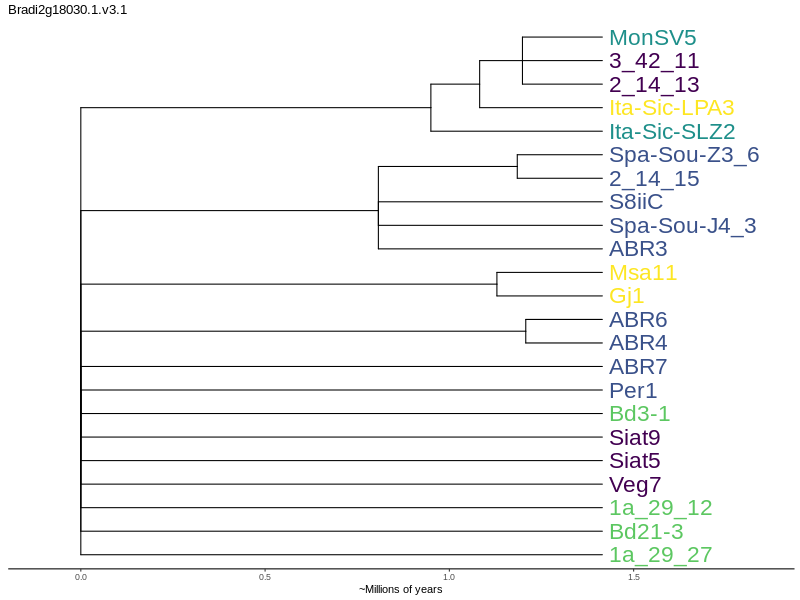 Bradi2g18030.1.v3.1
MonSV5
3_42_11
2_14_13
Ita-Sic-LPA3
Ita-Sic-SLZ2
Spa-Sou-Z3_6
2_14_15
S8iiC
Spa-Sou-J4_3
ABR3
Msa11
Gj1
ABR6
ABR4
ABR7
Per1
Bd3-1
Siat9
Siat5
Veg7
1a_29_12
Bd21-3
1a_29_27
0.0 0.5 1.0 1.5
~Millions of years